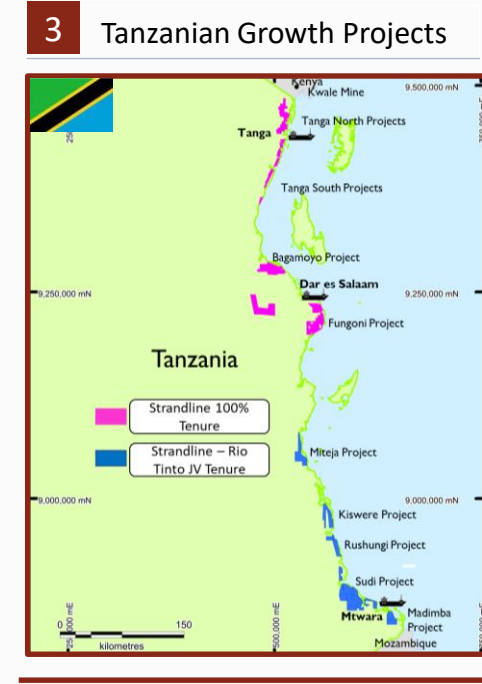 3 Tanzanian Growth Projects
Kenya
Kwale Mine
9,500,000 mN
Tanga North Projects
Tanga
Tanga South Projects
Bagamoyo Project
Dar es Salaam
9,250,000 mN
9,250,000 mN
Fungoni Project
Tanzania
Strandline 100%
Tenure
Strandline – Rio
Tinto JV Tenure
Miteja Project
9,000,000 mN
9,000,000 mN
Kiswere Project
Rushungi Project
Sudi Project
Mtwara
Madimba
Project
Mozambique
0 150
kilometres
500,000 mE